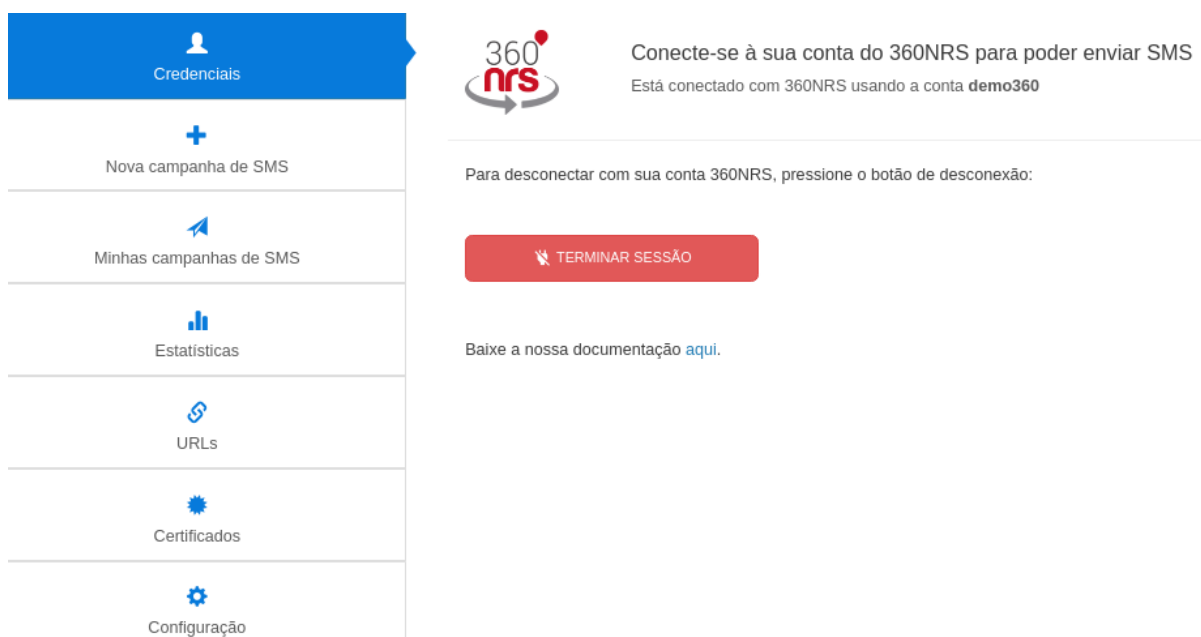 Credenciais
Nova campanha de SMS
Minhas campanhas de SMS
Estatísticas
URLs
Certificados
Configuração
360
nrs
Conecte-se à sua conta do 360NRS para poder enviar SMS
Está conectado com 360NRS usando a conta demo360
Para desconectar com sua conta 360NRS, pressione o botão de desconexão:
TERMINAR SESSÃO
Baixe a nossa documentação aqui.